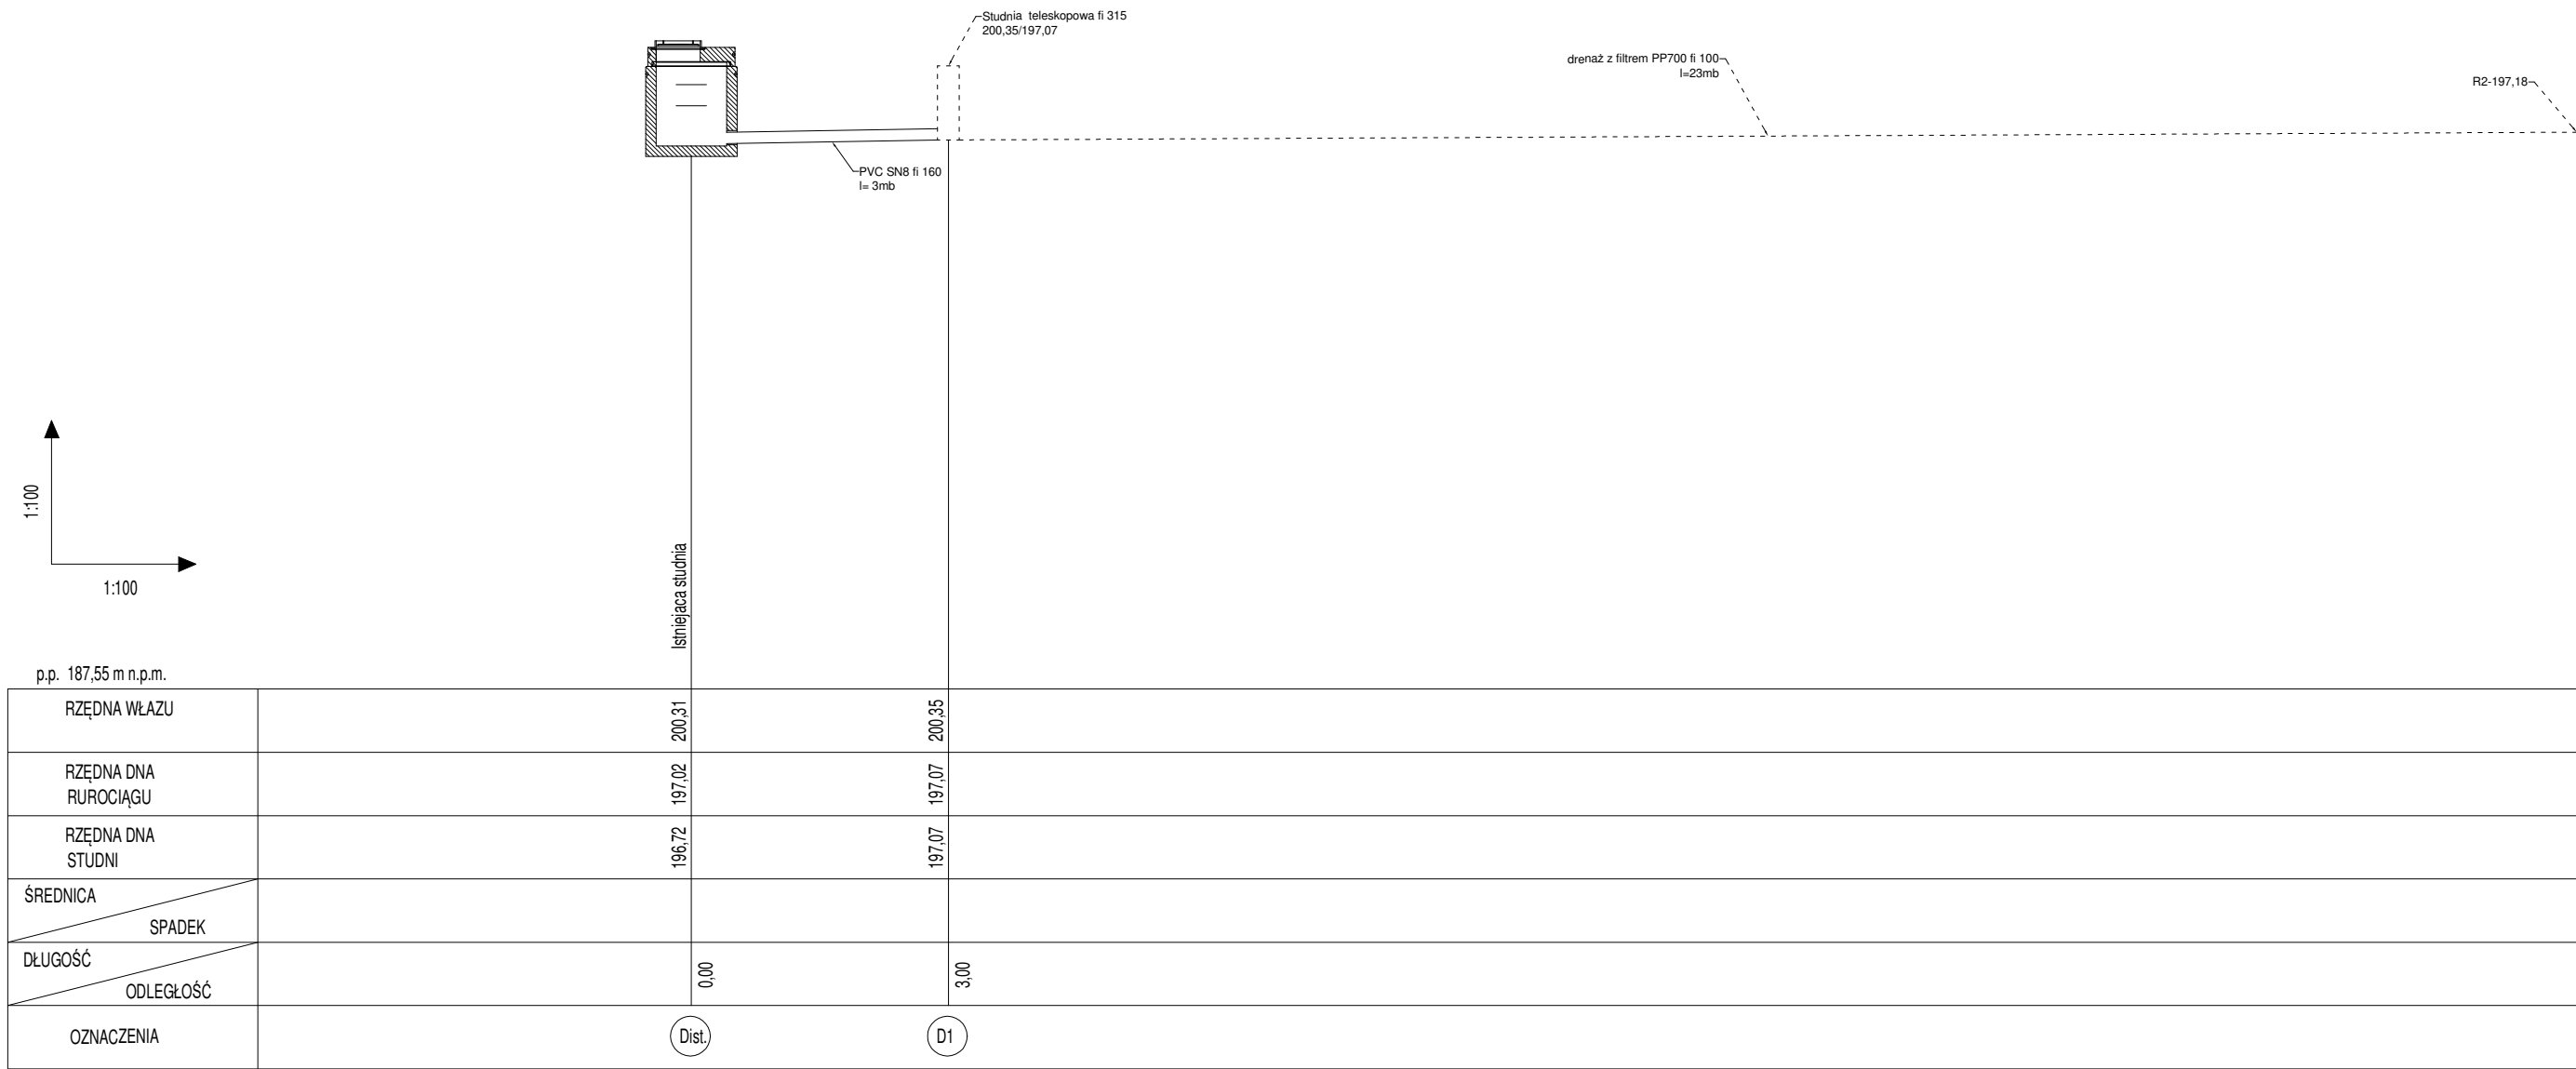 Studnia teleskopowa fi 315
200,35/197,07
drenaż z filtrem PP700 fi 100
l=23mb
R2-197,18
PVC SN8 fi 160
l= 3mb
1:100
1:100
Istniejaca studnia
p.p. 187,55 m n.p.m.
RZĘDNA WŁAZU
200,31
200,35
RZĘDNA DNA
RUROCIĄGU
197,02
197,07
RZĘDNA DNA
STUDNI
196,72
197,07
ŚREDNICA
SPADEK
DŁUGOŚĆ
ODLEGŁOŚĆ
0,00
3,00
OZNACZENIA
Dist.
D1